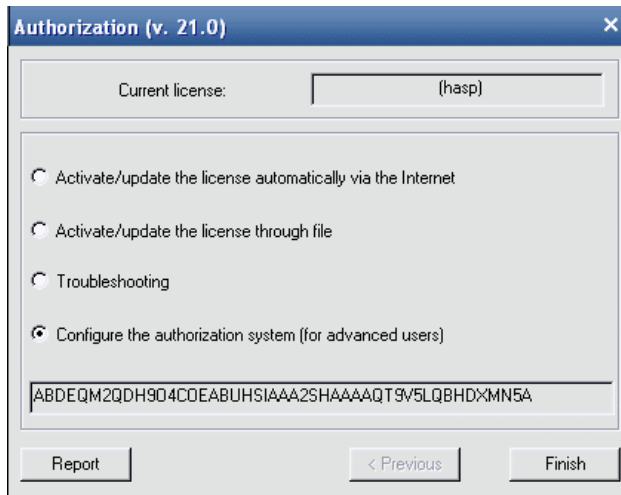 Authorization (v. 21.0)
Current license: (hasp)
Activate/update the license automatically via the Internet
Activate/update the license through file
Troubleshooting
Configure the authorization system (for advanced users)
ABDEQM2QDH9O4COEABUHSIAAA2SHAAAAQT9V5LQBHDXMN5A
Report < Previous Finish